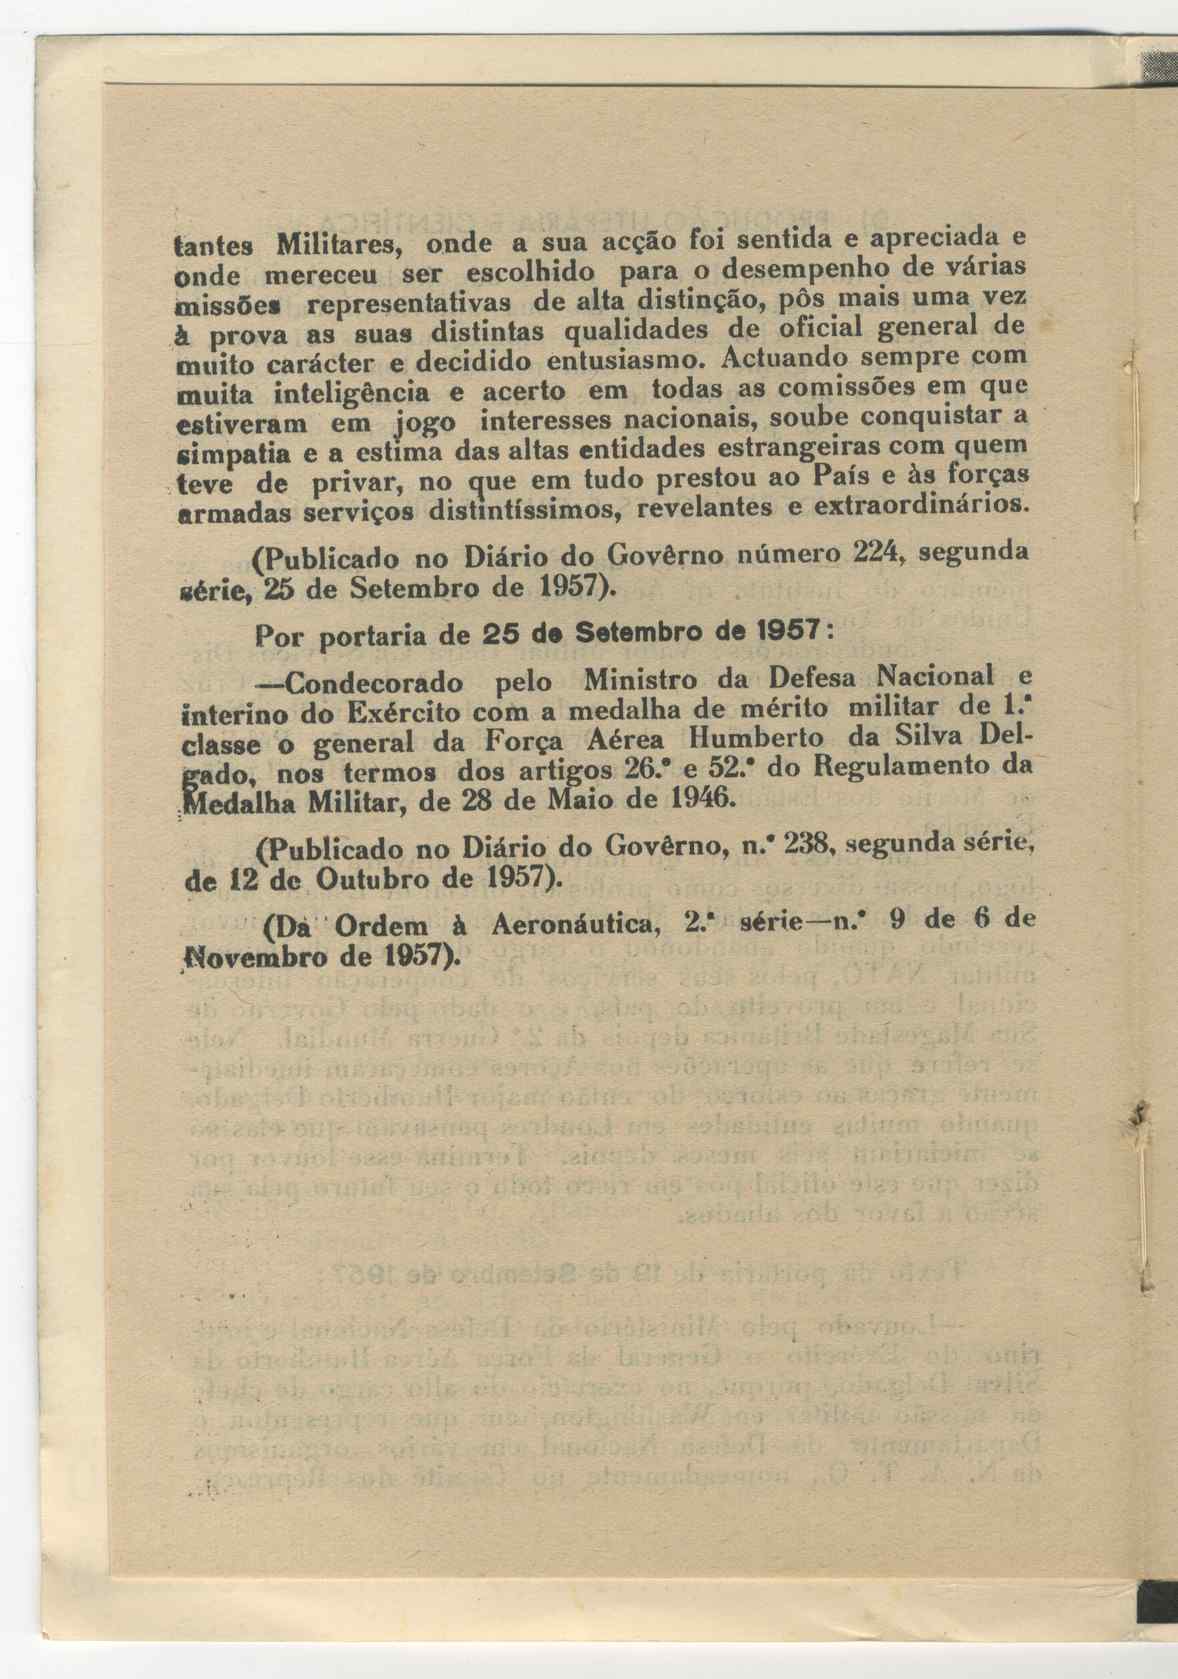 tantes Militares, onde a sua acção foi sentida e apreciada e
onde mereceu ser escolhido para o desempenho de várias
missões representativas de alta distinção, pôs mais uma vez
à prova as suas distintas qualidades de oficial general de
muito carácter e decidido entusiasmo. Actuando sempre com
muita inteligência e acerto em todas as comissões em que
estiveram em jogo interesses nacionais, soube conquistar a
simpatia e a estima das altas entidades estrangeiras com quem
teve de privar, no que em tudo prestou ao País e às forças
armadas serviços distintíssimos, revelantes e extraordinários.
(Publicado no Diário do Govêrno número 224, segunda
série, 25 de Setembro de 1957).
Por portaria de 25 de Setembro de 1957:
—Condecorado pelo Ministro da Defesa Nacional e
interino do Exército com a medalha de mérito militar de 1.ª
classe o general da Força Aérea Humberto da Silva Del-
gado, nos termos dos artigos 26.º e 52.º do Regulamento da
Medalha Militar, de 28 de Maio de 1946.
(Publicado no Diário do Govêrno, n.º 238, segunda série,
de 12 de Outubro de 1957).
(Da Ordem à Aeronáutica, 2.ª série—n.º 9 de 6 de
Novembro de 1957).